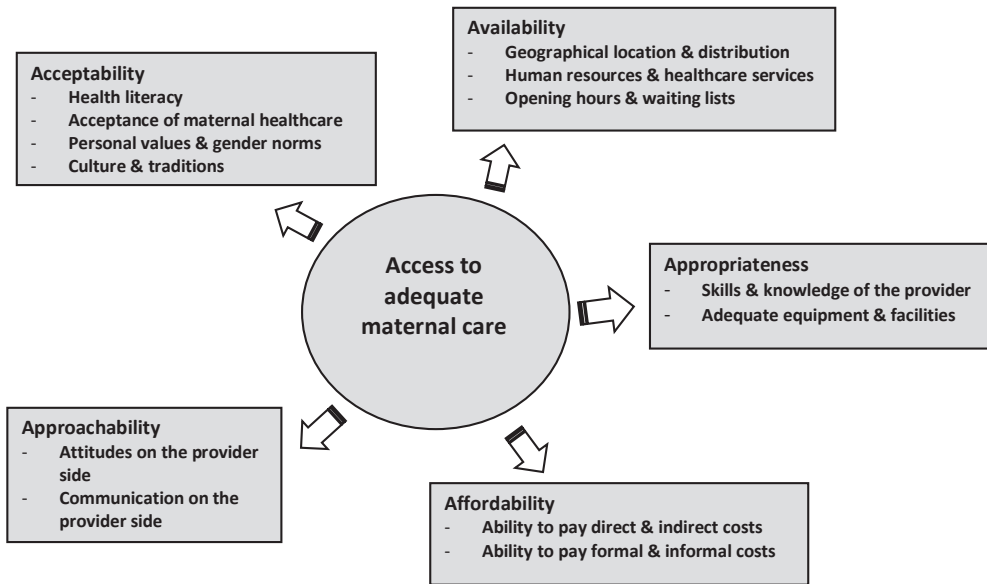 Availability
- Geographical location & distribution
- Human resources & healthcare services
- Opening hours & waiting lists
Acceptability
- Health literacy
- Acceptance of maternal healthcare
- Personal values & gender norms
- Culture & traditions
Access to
adequate
maternal care
Appropriateness
- Skills & knowledge of the provider
- Adequate equipment & facilities
Approachability
- Attitudes on the provider
side
- Communication on the
provider side
Affordability
- Ability to pay direct & indirect costs
- Ability to pay formal & informal costs